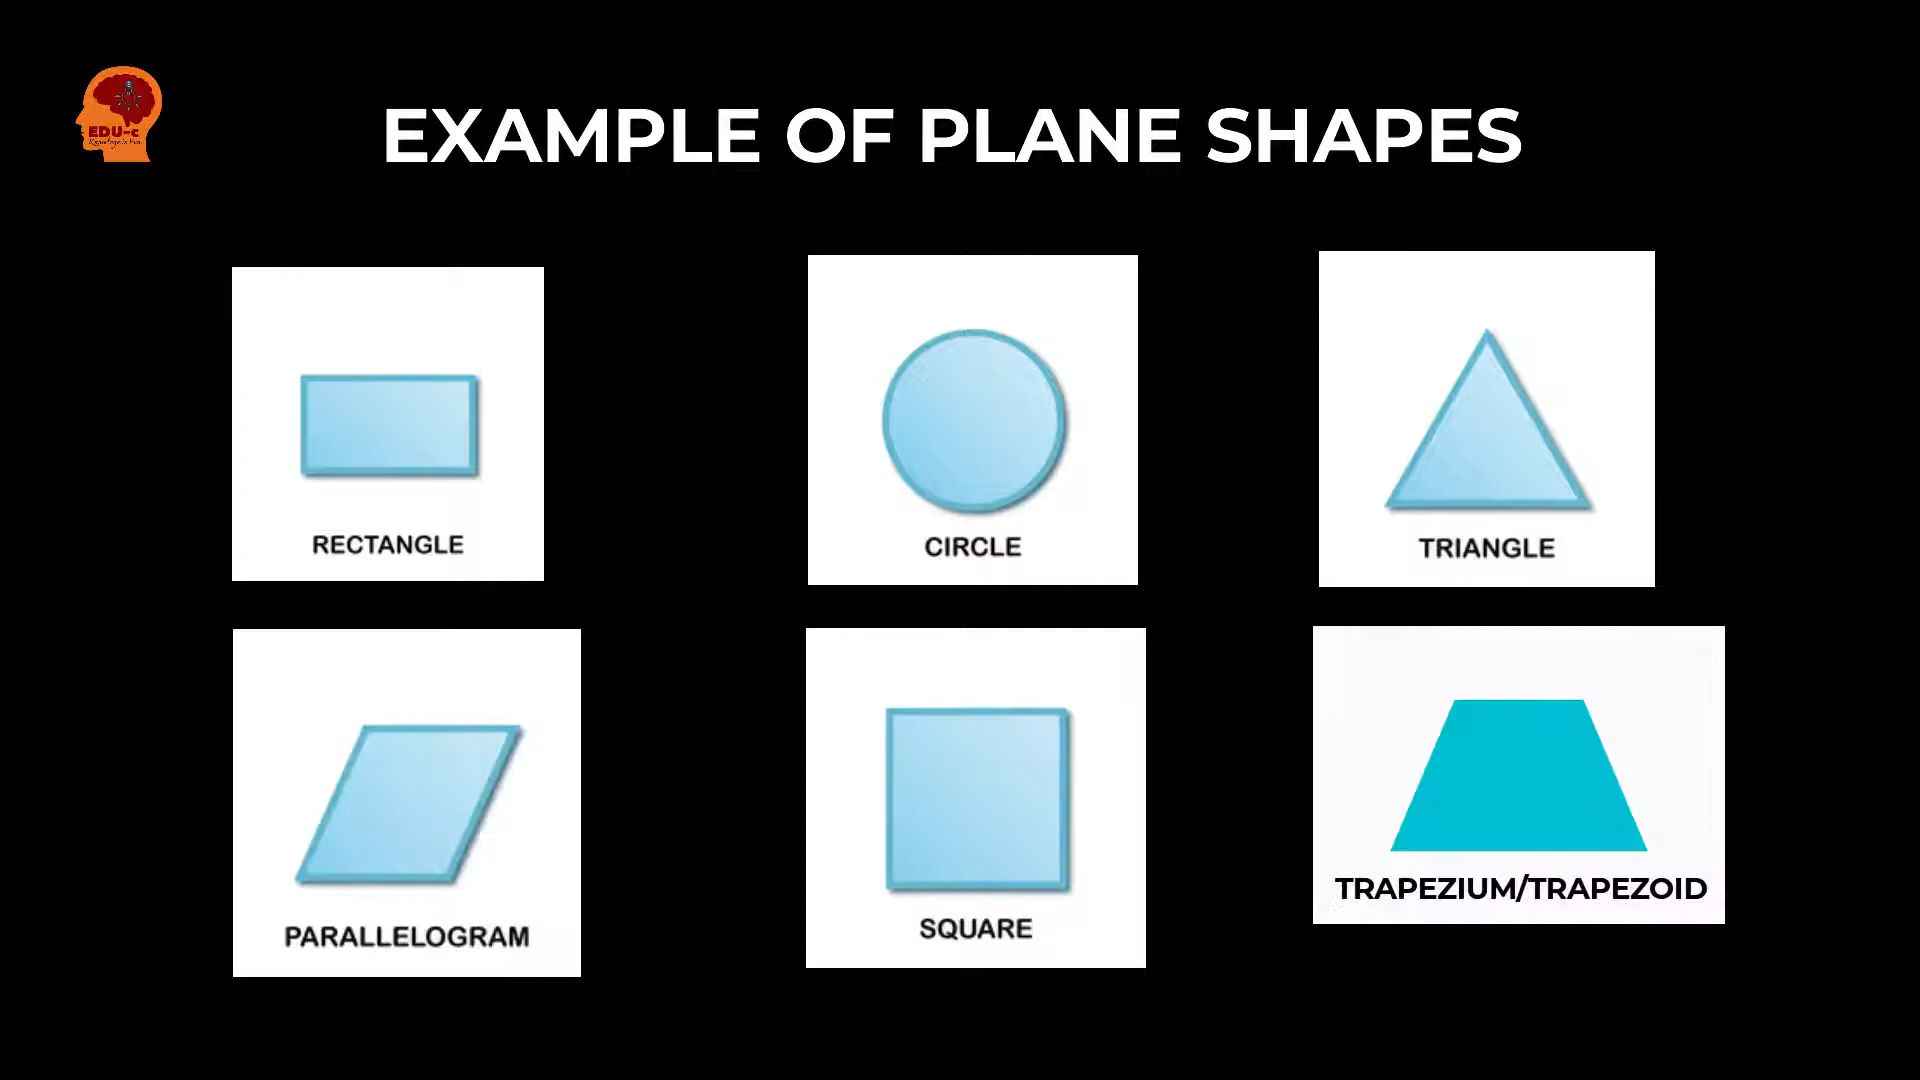 EDU-c
EXAMPLE OF PLANE SHAPES
RECTANGLE
CIRCLE
TRIANGLE
PARALLELOGRAM
SQUARE
TRAPEZIUM/TRAPEZOID